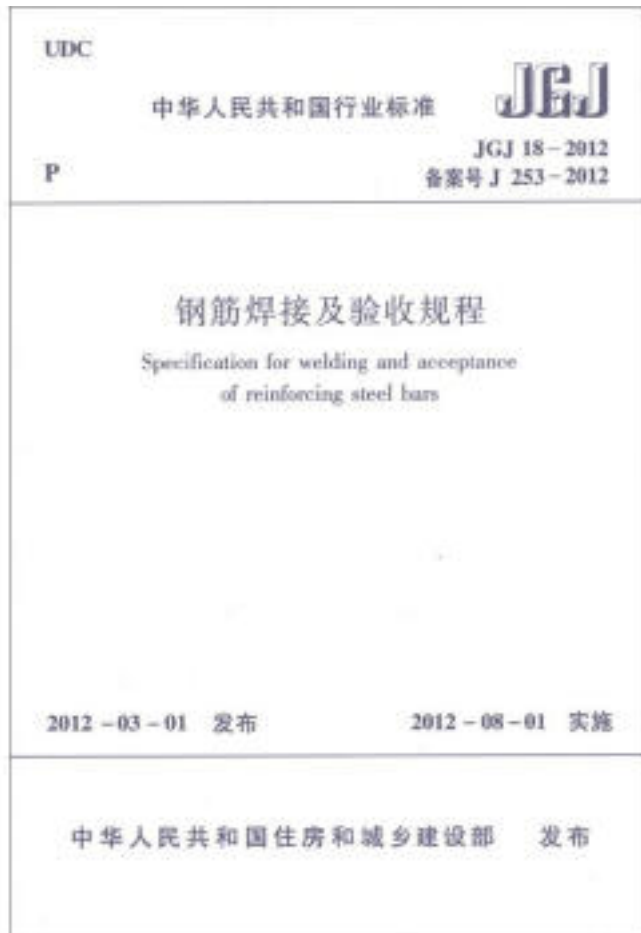 UDC
中华人民共和国行业标准
JGJ
JGJ 18-2012
P
备案号 J 253-2012
钢筋焊接及验收规程
Specification for welding and acceptance
of reinforcing steel bars
2012-03-01 发布
2012-08-01 实施
中华人民共和国住房和城乡建设部 发布